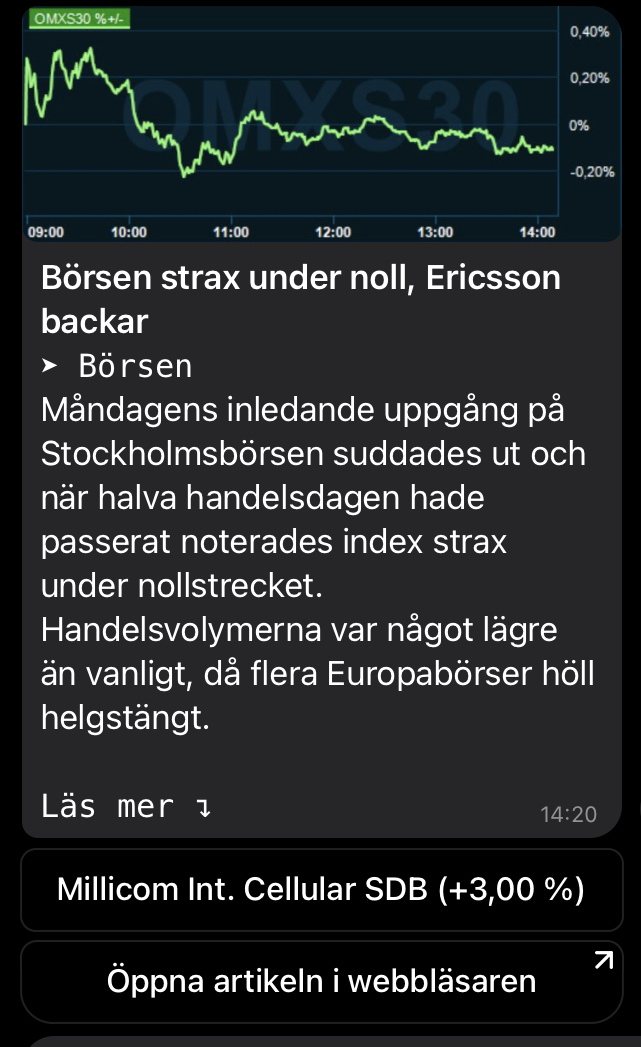 OMXS30 %+/-
0,40%
0,20%
OMXS30
0%
-0,20%
09:00 10:00 11:00 12:00 13:00 14:00
Börsen strax under noll, Ericsson
backar
➤ Börsen
Måndagens inledande uppgång på
Stockholmsbörsen suddades ut och
när halva handelsdagen hade
passerat noterades index strax
under nollstrecket.
Handelsvolymerna var något lägre
än vanligt, då flera Europabörser höll
helgstängt.
Läs mer ↴
14:20
Millicom Int. Cellular SDB (+3,00 %)
Öppna artikeln i webbläsaren